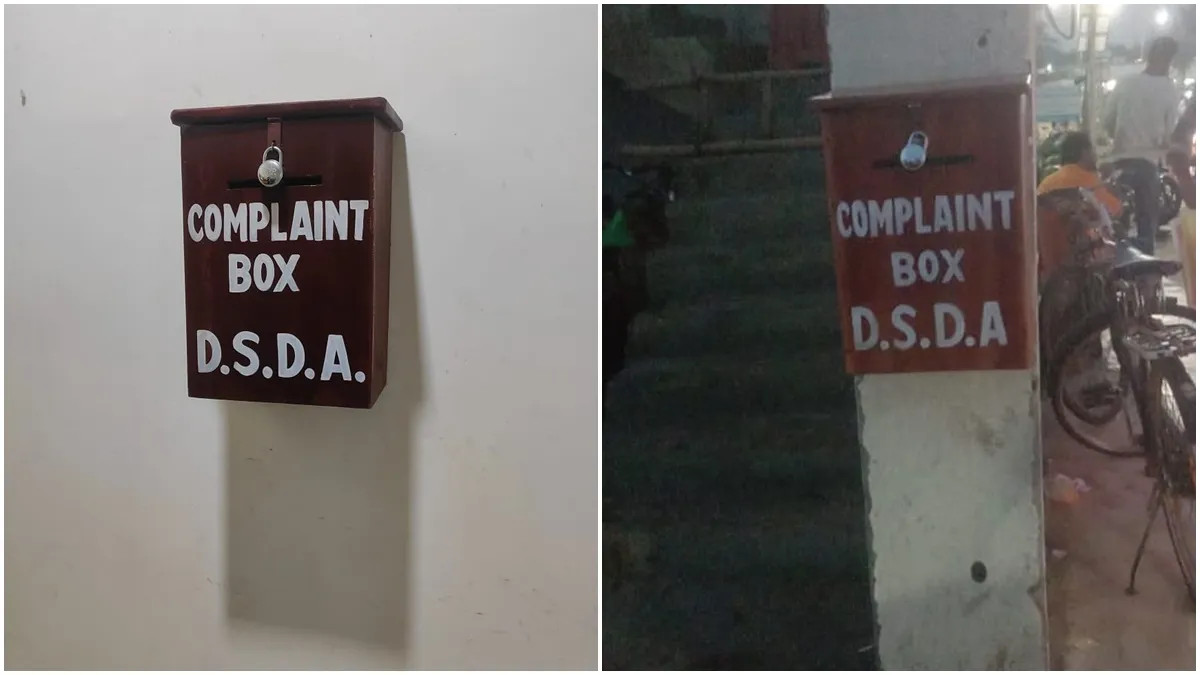 COMPLAINT
BOX
D.S.D.A.
COMPLAINT
BOX
D.S.D.A